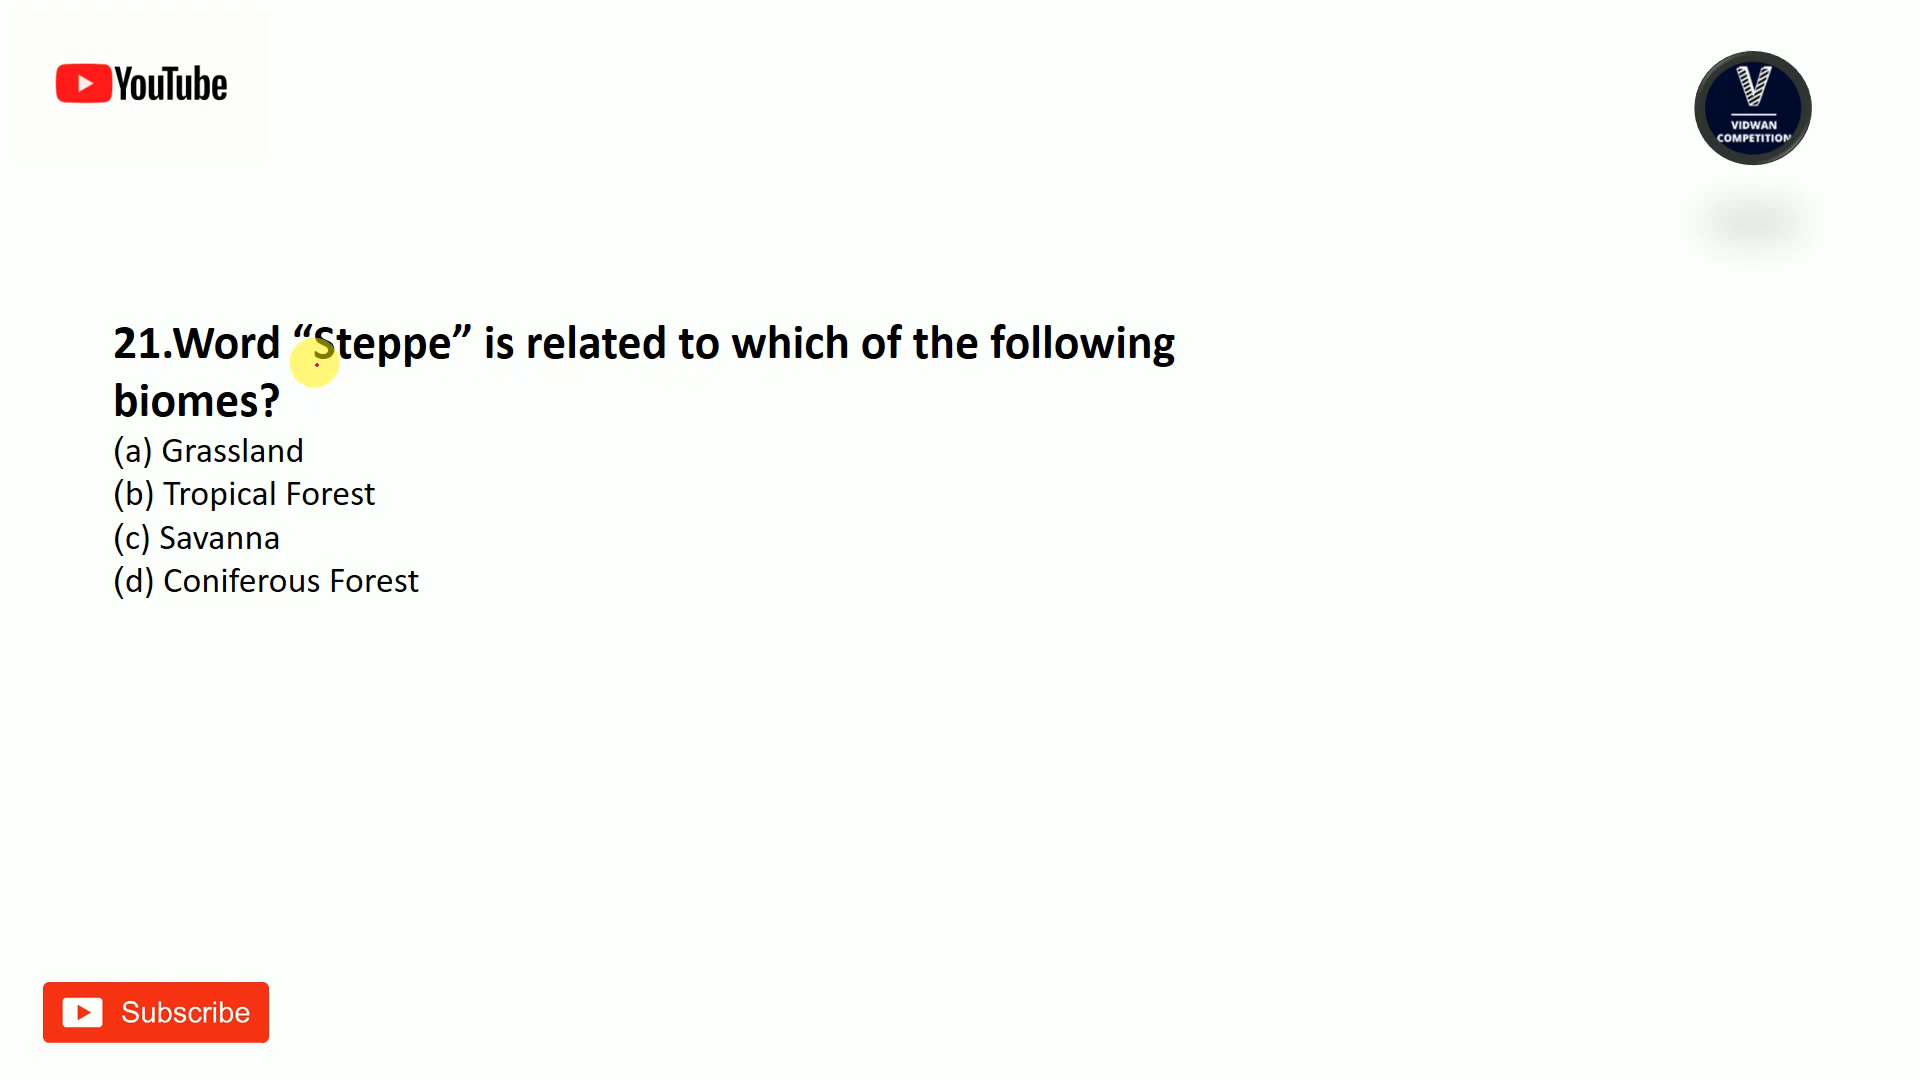 YouTube
V
VIDWAN
COMPETITION
21.Word “Steppe” is related to which of the following
biomes?
(a) Grassland
(b) Tropical Forest
(c) Savanna
(d) Coniferous Forest
Subscribe